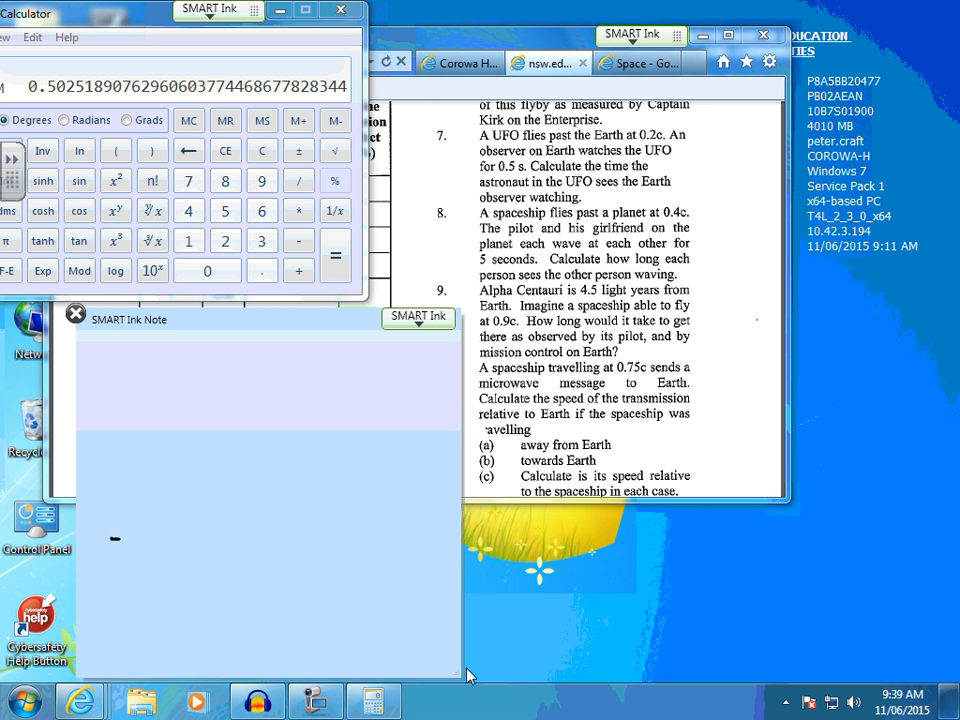 Calculator
SMART Ink
Edit Help
M 0.50251890762960603774468677828344
Degrees Radians Grads MC MR MS M+ M-
Inv ln ( ) ← CE C ± √
sinh sin x² n! 7 8 9 / %
dms cosh cos xʸ ʸ√x 4 5 6 * 1/x
π tanh tan x³ ³√x 1 2 3 - =
F-E Exp Mod log 10ˣ 0 . +
SMART Ink
Corowa H...
nsw.ed...
Space - Go...
of this flyby as measured by Captain
Kirk on the Enterprise.
7. A UFO flies past the Earth at 0.2c. An
observer on Earth watches the UFO
for 0.5 s. Calculate the time the
astronaut in the UFO sees the Earth
observer watching.
8. A spaceship flies past a planet at 0.4c.
The pilot and his girlfriend on the
planet each wave at each other for
5 seconds. Calculate how long each
person sees the other person waving.
9. Alpha Centauri is 4.5 light years from
Earth. Imagine a spaceship able to fly
at 0.9c. How long would it take to get
there as observed by its pilot, and by
mission control on Earth?
A spaceship travelling at 0.75c sends a
microwave message to Earth.
Calculate the speed of the transmission
relative to Earth if the spaceship was
avelling
(a) away from Earth
(b) towards Earth
(c) Calculate is its speed relative
to the spaceship in each case.
SMART Ink Note
SMART Ink
DUCATION
TIES
P8A5BB20477
PB02AEAN
10B7S01900
4010 MB
peter.craft
COROWA-H
Windows 7
Service Pack 1
x64-based PC
T4L_2_3_0_x64
10.42.3.194
11/06/2015 9:11 AM
Netw
Recyc
Control Panel
Cybersafety
help
Cybersafety
Help Button
9:39 AM
11/06/2015